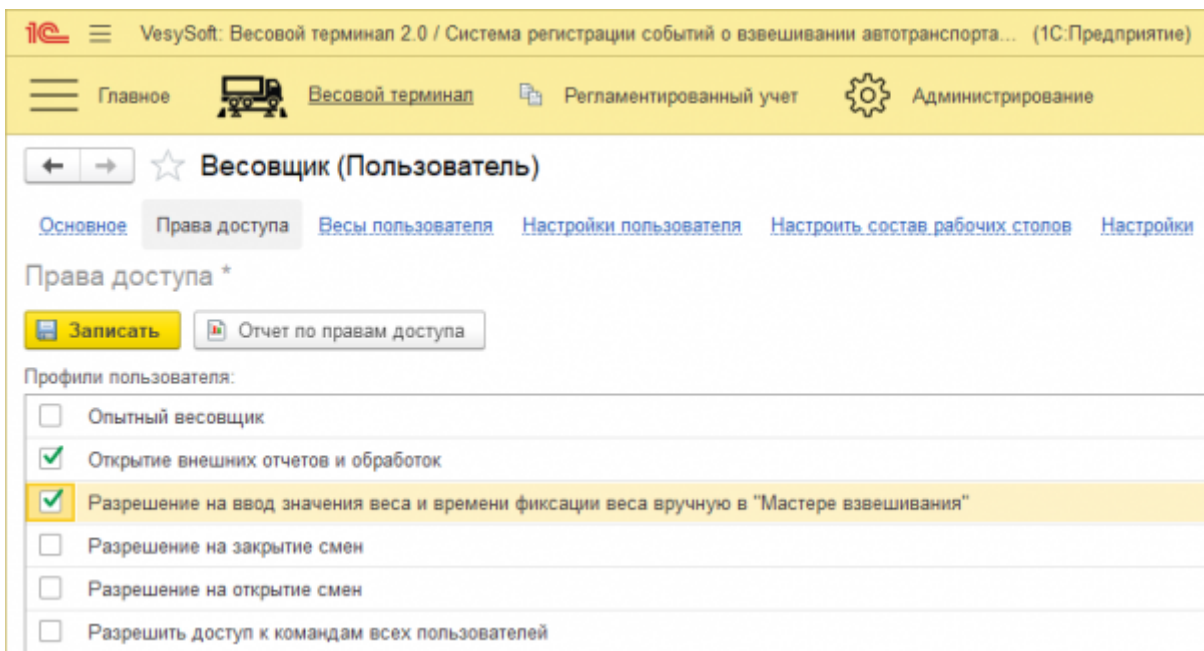 1С VesySoft: Весовой терминал 2.0 / Система регистрации событий о взвешивании автотранспорта... (1С:Предприятие)
Главное Весовой терминал Регламентированный учет Администрирование
Весовщик (Пользователь)
Основное Права доступа Весы пользователя Настройки пользователя Настроить состав рабочих столов Настройки
Права доступа *
Записать Отчет по правам доступа
Профили пользователя:
Опытный весовщик
Открытие внешних отчетов и обработок
Разрешение на ввод значения веса и времени фиксации веса вручную в "Мастере взвешивания"
Разрешение на закрытие смен
Разрешение на открытие смен
Разрешить доступ к командам всех пользователей